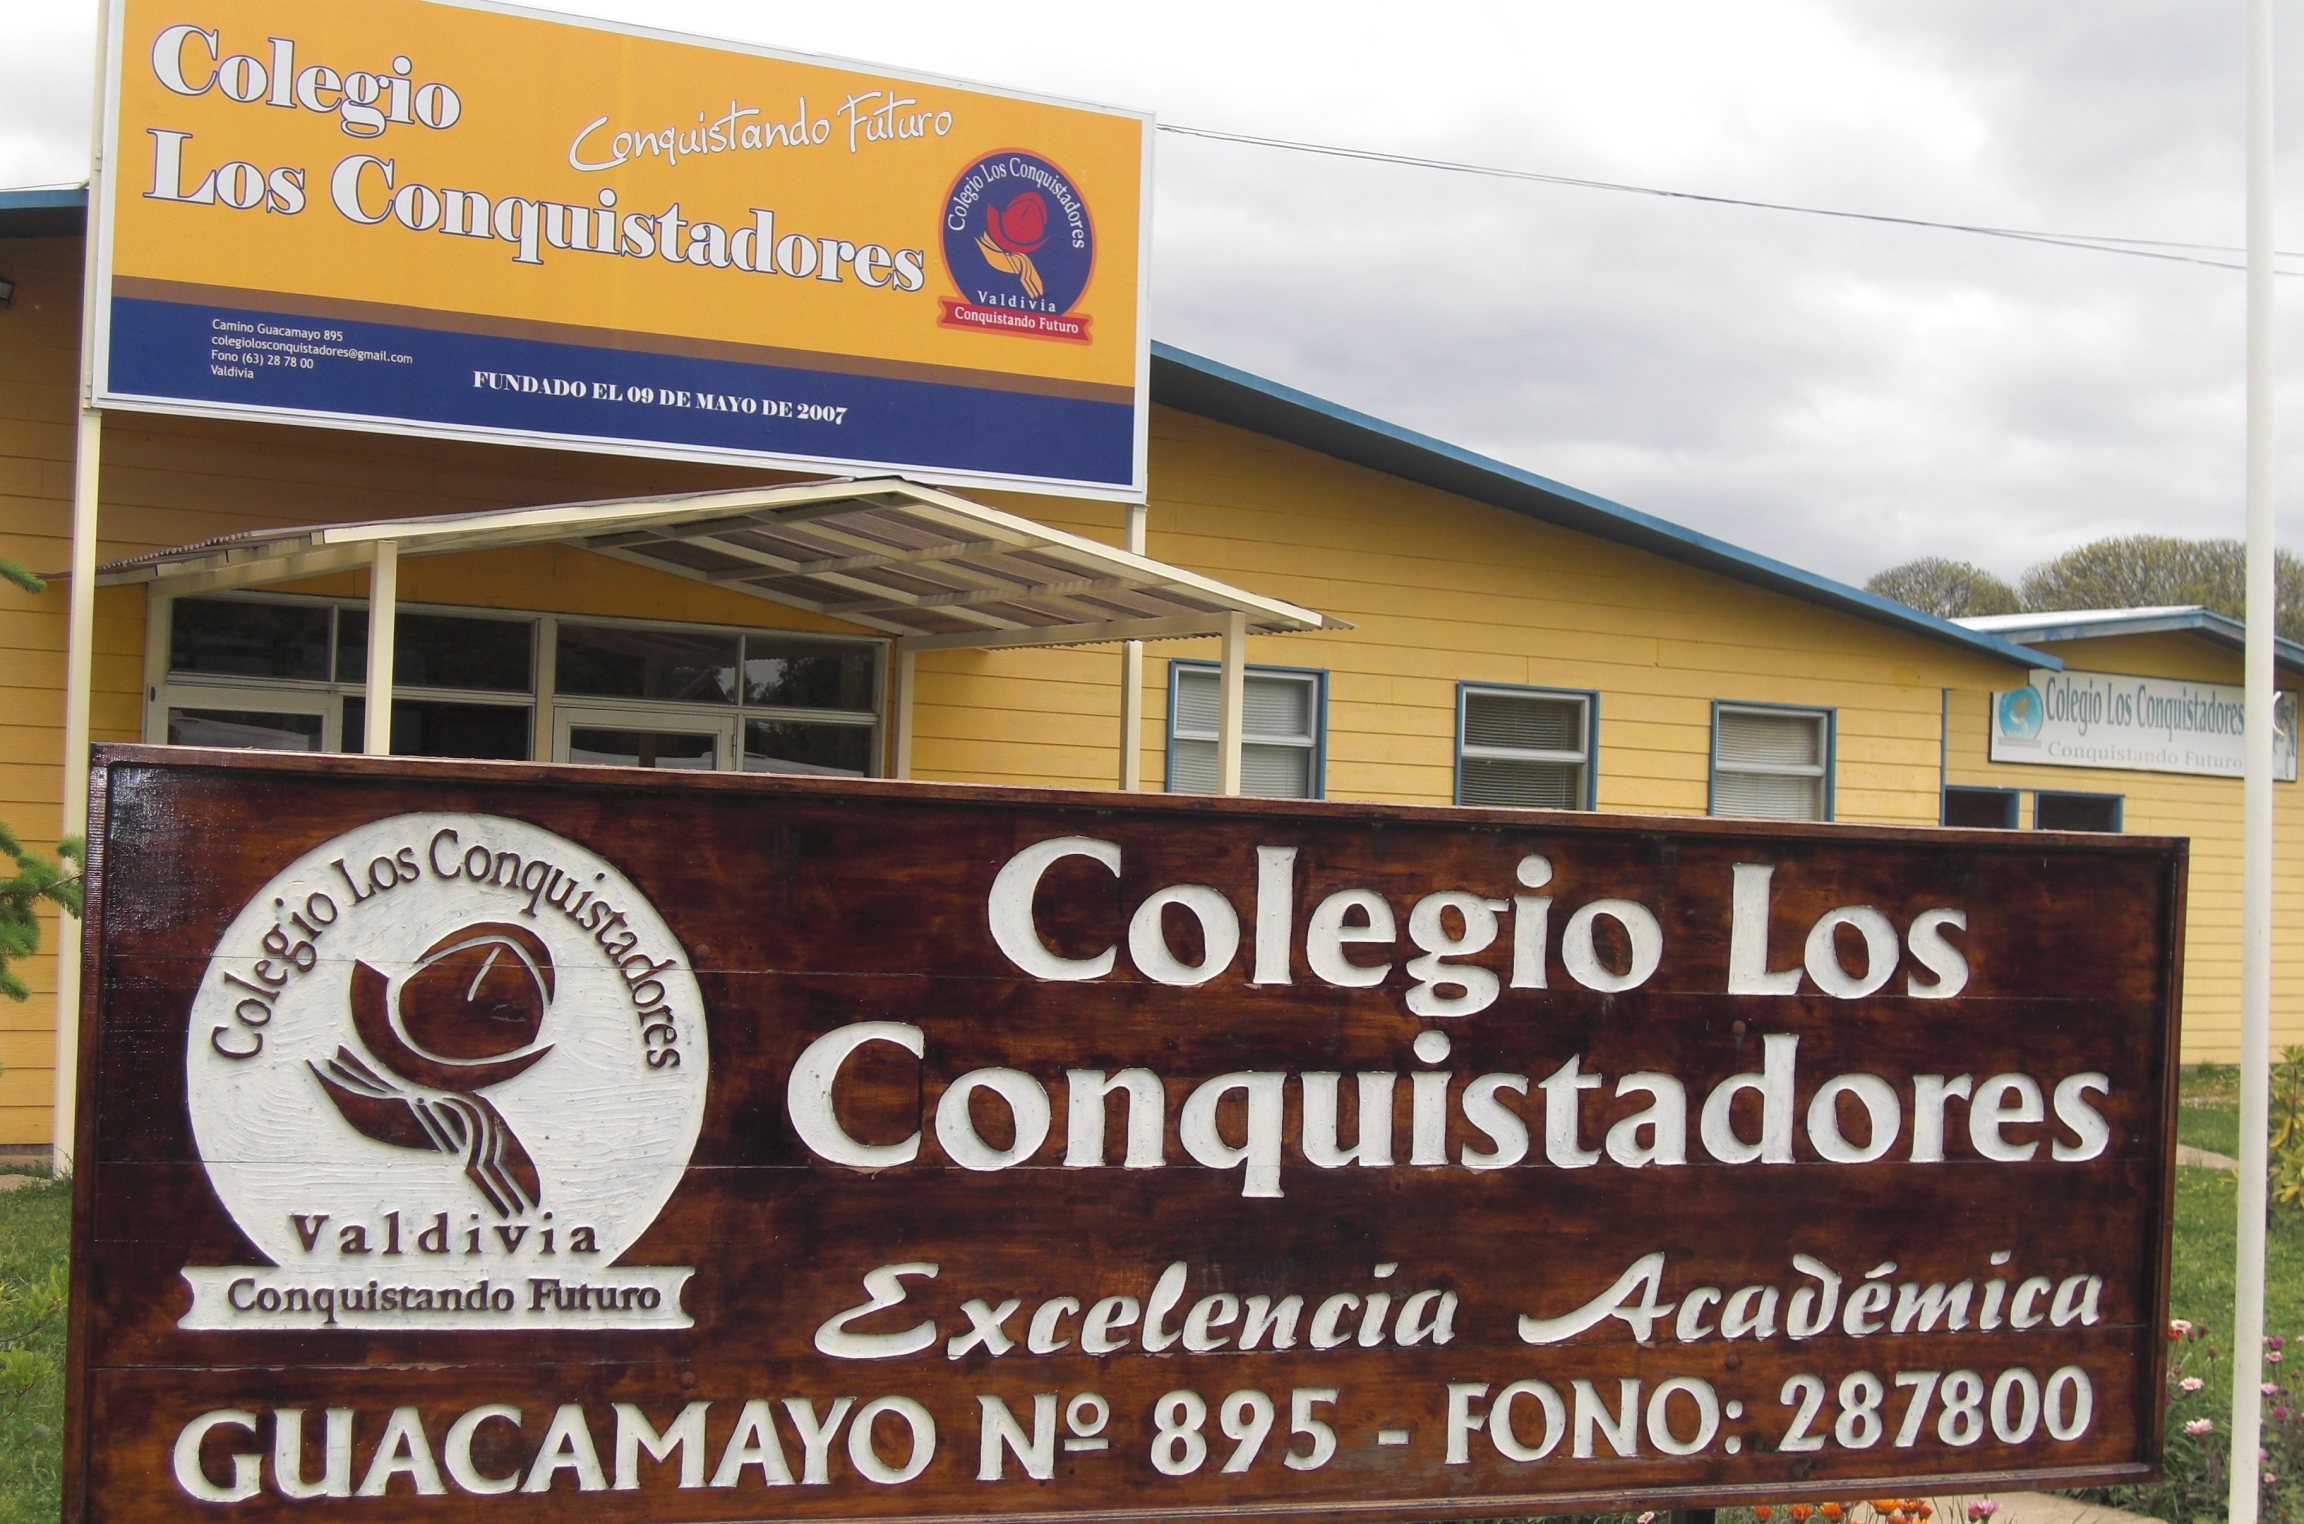 Colegio
Conquistando Futuro
Los Conquistadores
Colegio Los Conquistadores
Valdivia
Conquistando Futuro
Camino Guacamayo 895
colegiolosconquistadores@gmail.com
Fono (63) 28 78 00
Valdivia
FUNDADO EL 09 DE MAYO DE 2007
Colegio Los Conquistadores
Conquistando Futuro
Colegio Los Conquistadores
Valdivia
Conquistando Futuro
Colegio Los
Conquistadores
Excelencia Académica
GUACAMAYO Nº 895 - FONO: 287800